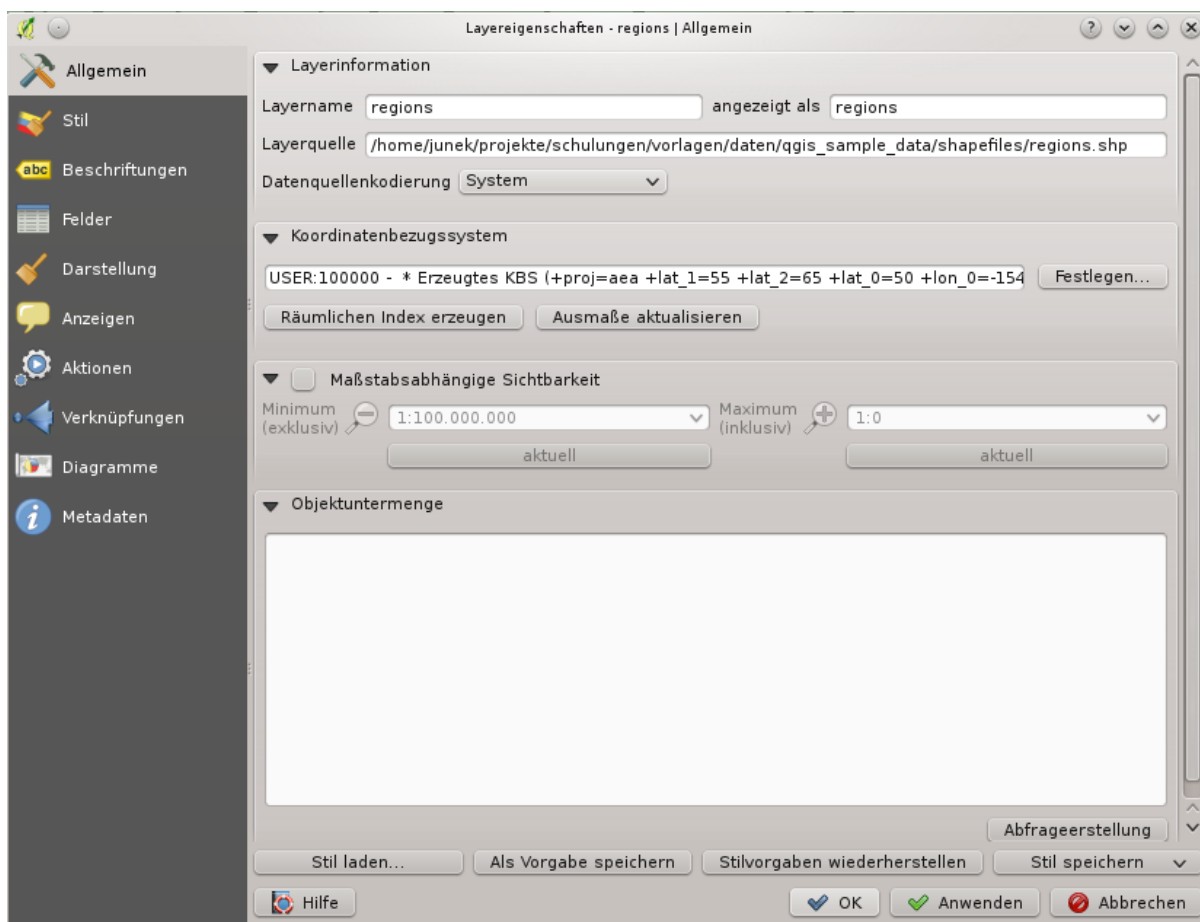 Layereigenschaften - regions | Allgemein
Allgemein
Stil
abc Beschriftungen
Felder
Darstellung
Anzeigen
Aktionen
Verknüpfungen
Diagramme
Metadaten
Layerinformation
Layername regions angezeigt als regions
Layerquelle /home/junek/projekte/schulungen/vorlagen/daten/qgis_sample_data/shapefiles/regions.shp
Datenquellenkodierung System
Koordinatenbezugssystem
USER:100000 - * Erzeugtes KBS (+proj=aea +lat_1=55 +lat_2=65 +lat_0=50 +lon_0=-154 Festlegen...
Räumlichen Index erzeugen Ausmaße aktualisieren
Maßstabsabhängige Sichtbarkeit
Minimum (exklusiv) 1:100.000.000 Maximum (inklusiv) 1:0
aktuell aktuell
Objektuntermenge
Abfrageerstellung
Stil laden... Als Vorgabe speichern Stilvorgaben wiederherstellen Stil speichern
Hilfe OK Anwenden Abbrechen